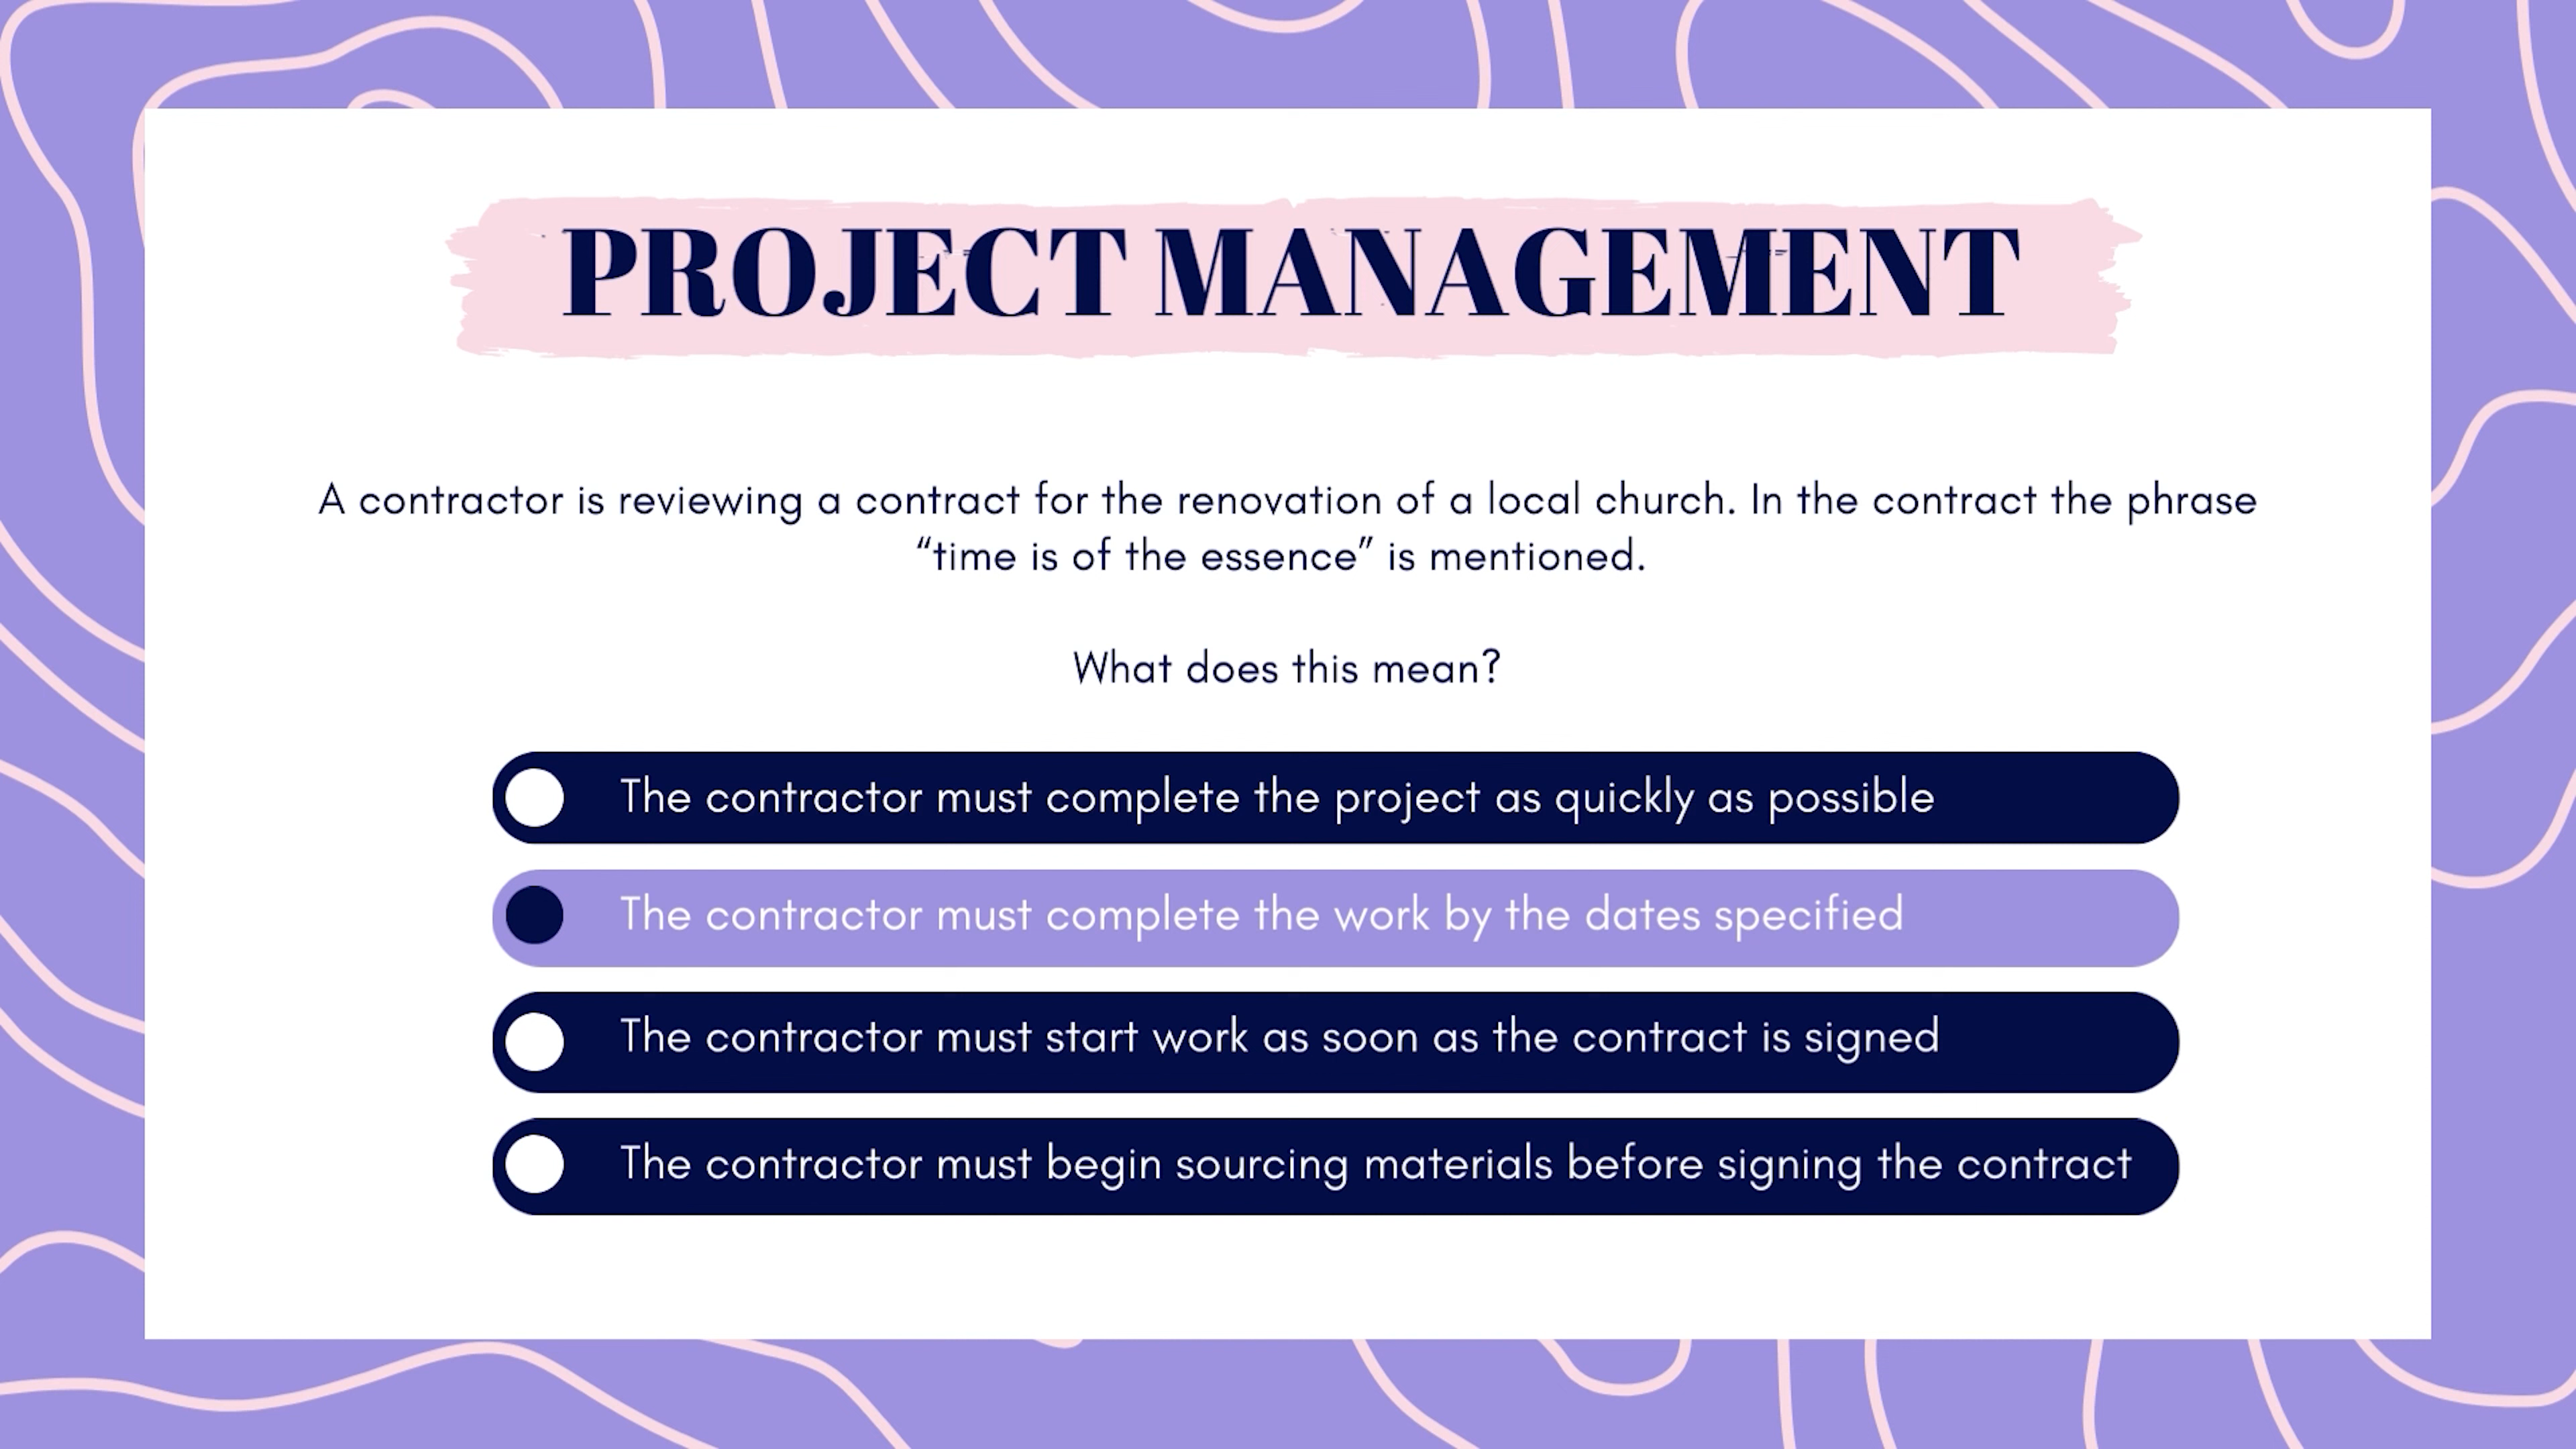 PROJECT MANAGEMENT
A contractor is reviewing a contract for the renovation of a local church. In the contract the phrase
“time is of the essence” is mentioned.
What does this mean?
The contractor must complete the project as quickly as possible
The contractor must complete the work by the dates specified
The contractor must start work as soon as the contract is signed
The contractor must begin sourcing materials before signing the contract